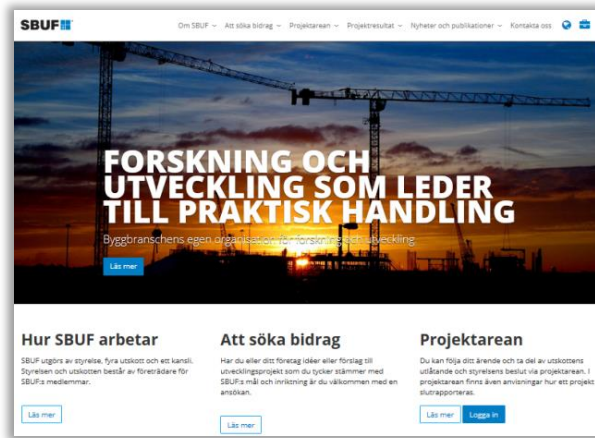 SBUF
Om SBUF Att söka bidrag Projektarean Projektresultat Nyheter och publikationer Kontakta oss
FORSKNING OCH
UTVECKLING SOM LEDER
TILL PRAKTISK HANDLING
Byggbranschens egen organisation för forskning och utveckling
Läs mer
Hur SBUF arbetar
SBUF utgörs av styrelse, fyra utskott och ett kansli.
Styrelsen och utskotten består av företrädare för
SBUF:s medlemmar.
Läs mer
Att söka bidrag
Har du eller ditt företag idéer eller förslag till
utvecklingsprojekt som du tycker stämmer med
SBUF:s mål och inriktning är du välkommen med en
ansökan.
Läs mer
Projektarean
Du kan följa ditt ärende och ta del av utskottens
utlåtande och styrelsens beslut via projektarean. I
projektarean finns även anvisningar hur ett projekt
slutrapporteras.
Läs mer Logga in